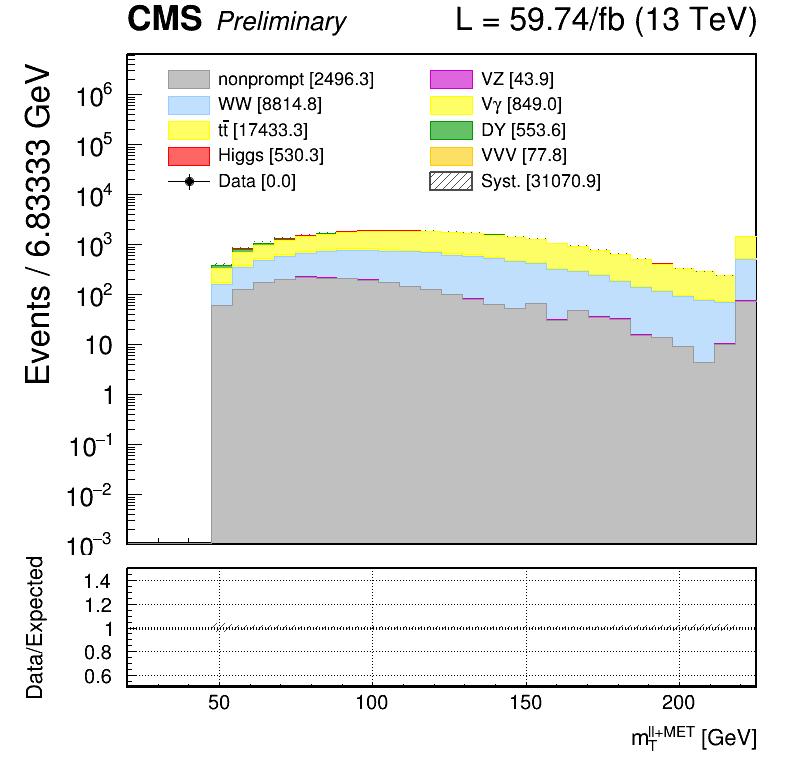 CMS Preliminary L = 59.74/fb (13 TeV)
Events / 6.83333 GeV
nonprompt [2496.3] VZ [43.9]
WW [8814.8] Vγ [849.0]
tt̅ [17433.3] DY [553.6]
Higgs [530.3] VVV [77.8]
Data [0.0] Syst. [31070.9]
10⁶
10⁵
10⁴
10³
10²
10
1
10⁻¹
10⁻²
10⁻³
Data/Expected
1.4
1.2
1
0.8
0.6
50 100 150 200
m_T^{ll+MET} [GeV]